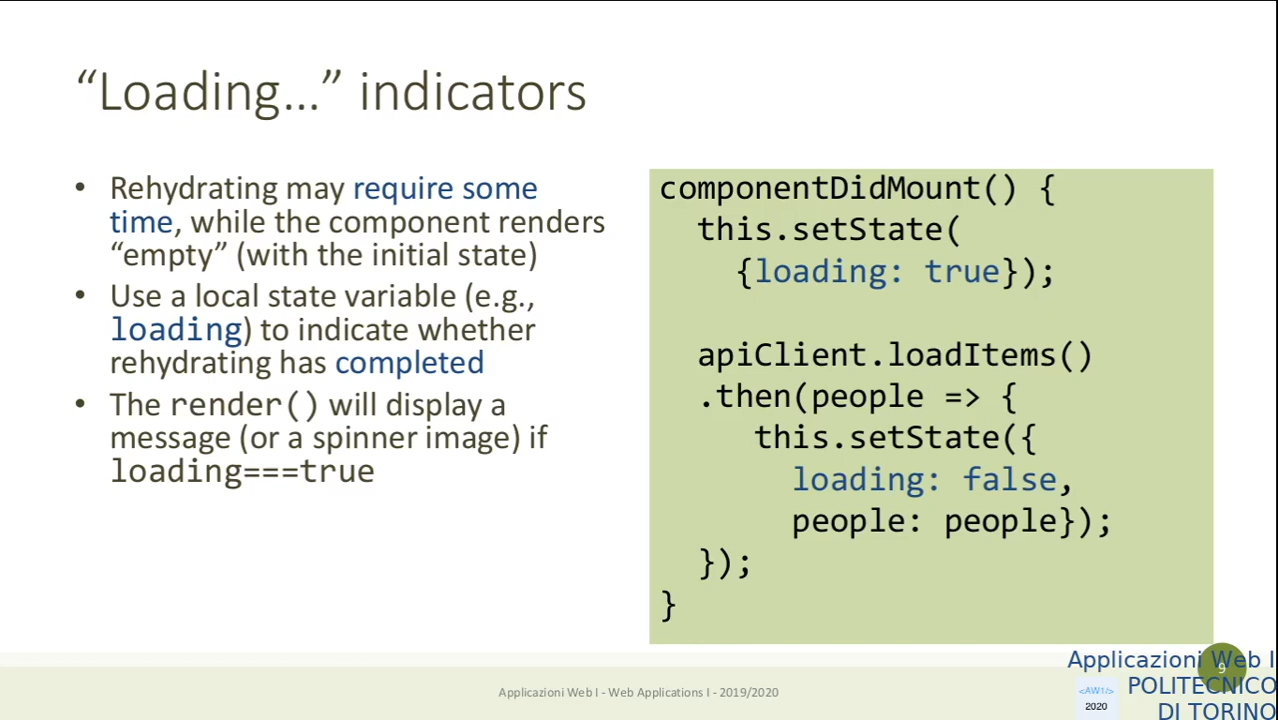 “Loading…” indicators
• Rehydrating may require some
time, while the component renders
“empty” (with the initial state)
• Use a local state variable (e.g.,
loading) to indicate whether
rehydrating has completed
• The render() will display a
message (or a spinner image) if
loading===true
componentDidMount() {
  this.setState(
    {loading: true});

  apiClient.loadItems()
  .then(people => {
     this.setState({
       loading: false,
       people: people});
  });
}
Applicazioni Web I - Web Applications I - 2019/2020
9
Applicazioni Web I
POLITECNICO
DI TORINO
<AW1/>
2020